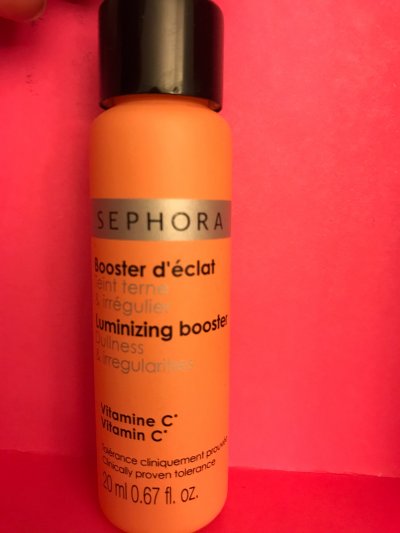 SEPHORA
Booster d'éclat
Teint terne
& irrégulier
Luminizing booster
Dullness
& irregularities
Vitamine C*
Vitamin C*
Tolérance cliniquement prouvée
Clinically proven tolerance
20 ml 0.67 fl. oz.